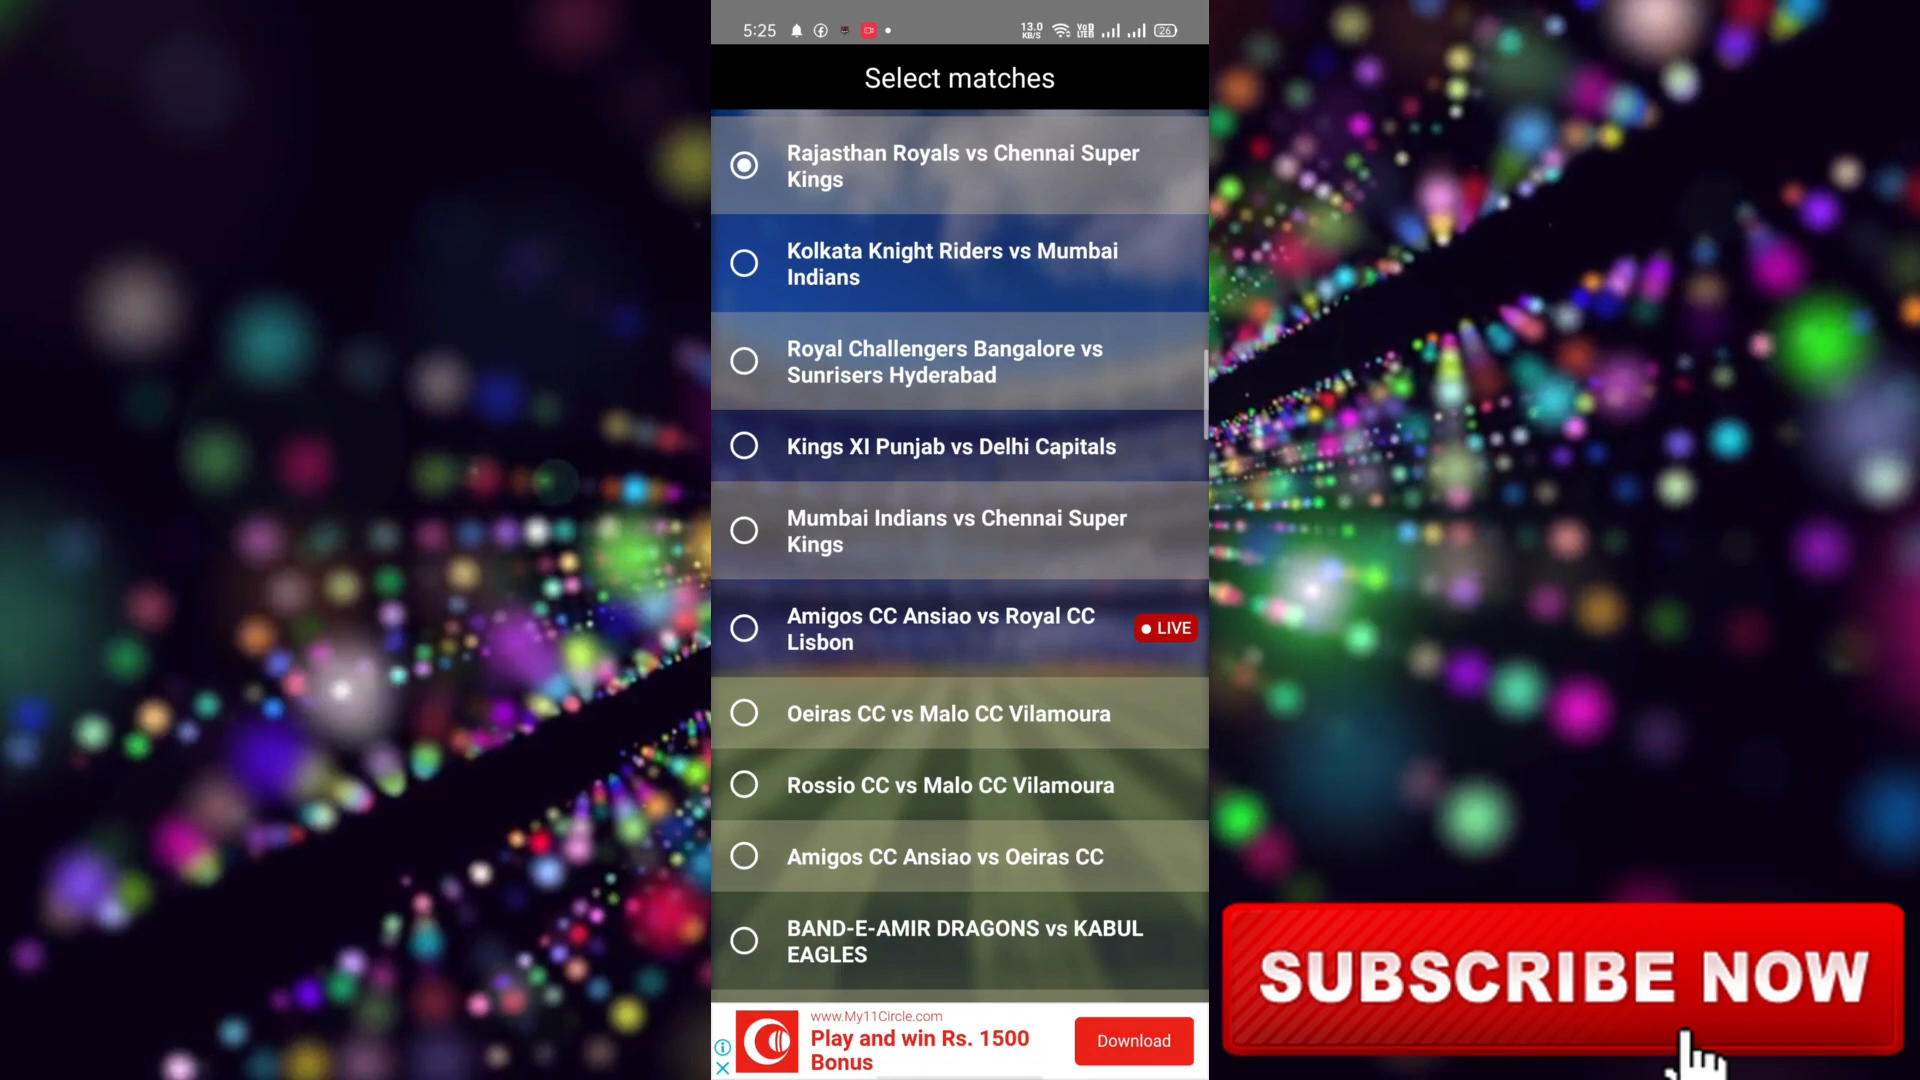 5:25
13.0
KB/S
26
Select matches
Rajasthan Royals vs Chennai Super
Kings
Kolkata Knight Riders vs Mumbai
Indians
Royal Challengers Bangalore vs
Sunrisers Hyderabad
Kings XI Punjab vs Delhi Capitals
Mumbai Indians vs Chennai Super
Kings
Amigos CC Ansiao vs Royal CC
Lisbon
LIVE
Oeiras CC vs Malo CC Vilamoura
Rossio CC vs Malo CC Vilamoura
Amigos CC Ansiao vs Oeiras CC
BAND-E-AMIR DRAGONS vs KABUL
EAGLES
www.My11Circle.com
Play and win Rs. 1500
Bonus
Download
SUBSCRIBE NOW